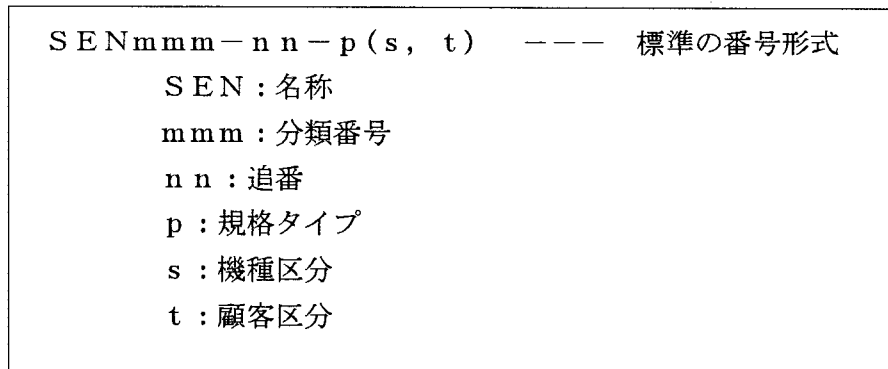 ＳＥＮｍｍｍ－ｎｎ－ｐ（ｓ，ｔ）　－－－　標準の番号形式
ＳＥＮ：名称
ｍｍｍ：分類番号
ｎｎ：追番
ｐ：規格タイプ
ｓ：機種区分
ｔ：顧客区分